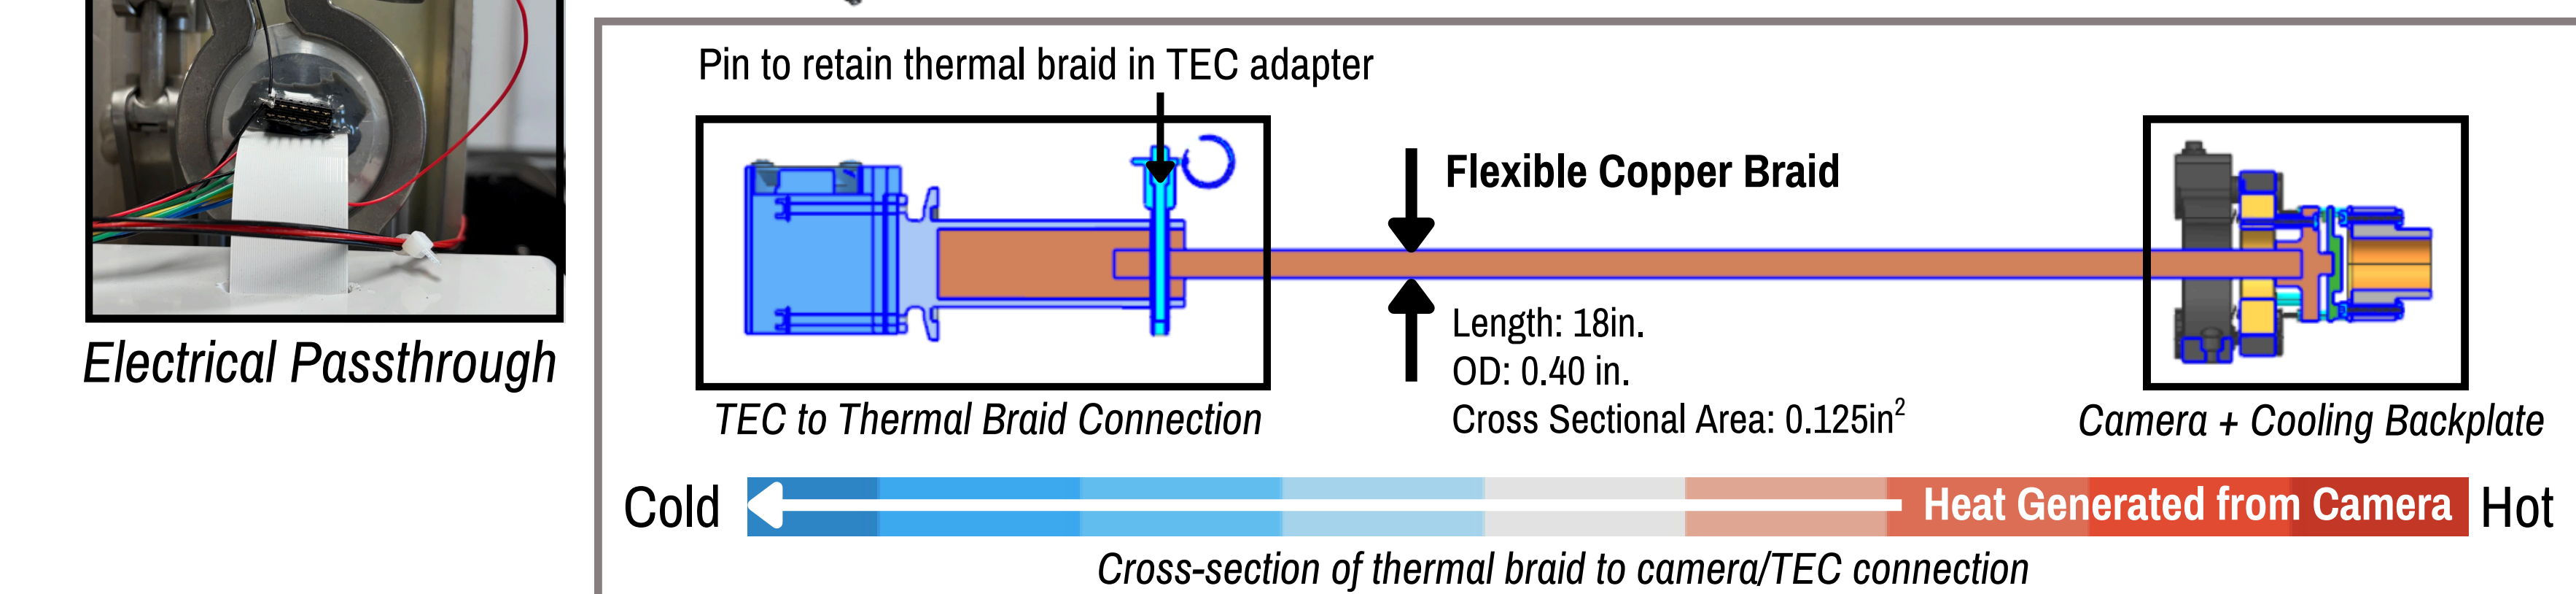 Pin to retain thermal braid in TEC adapter
Flexible Copper Braid
Length: 18in.
OD: 0.40 in.
Cross Sectional Area: 0.125in²
Electrical Passthrough
TEC to Thermal Braid Connection
Camera + Cooling Backplate
Cold
Heat Generated from Camera
Hot
Cross-section of thermal braid to camera/TEC connection